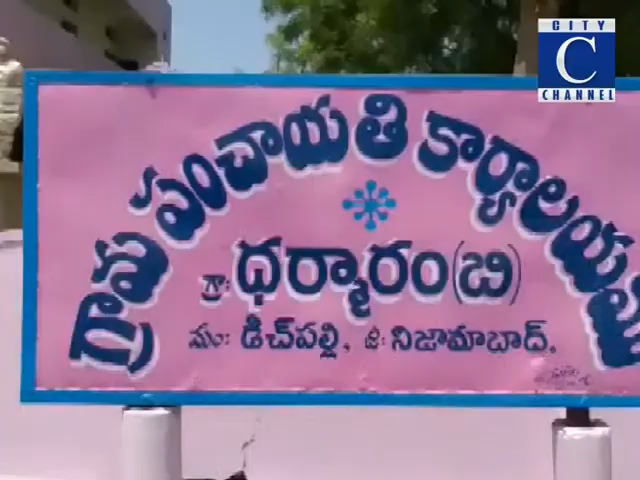 CITY
C
CHANNEL
గ్రామ పంచాయతి కార్యాలయము
గ్రా: ధర్మారం(బి)
మం: డిచ్‌పల్లి, జి: నిజామాబాద్.